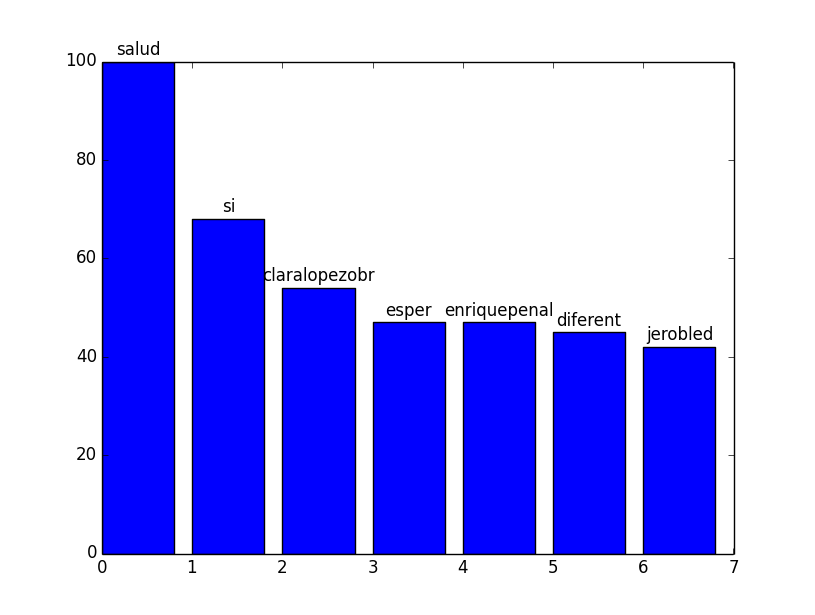 salud
100
si
80
60
claralopezobr
esper
enriquepenal
diferent
jerobled
40
20
0
0 1 2 3 4 5 6 7